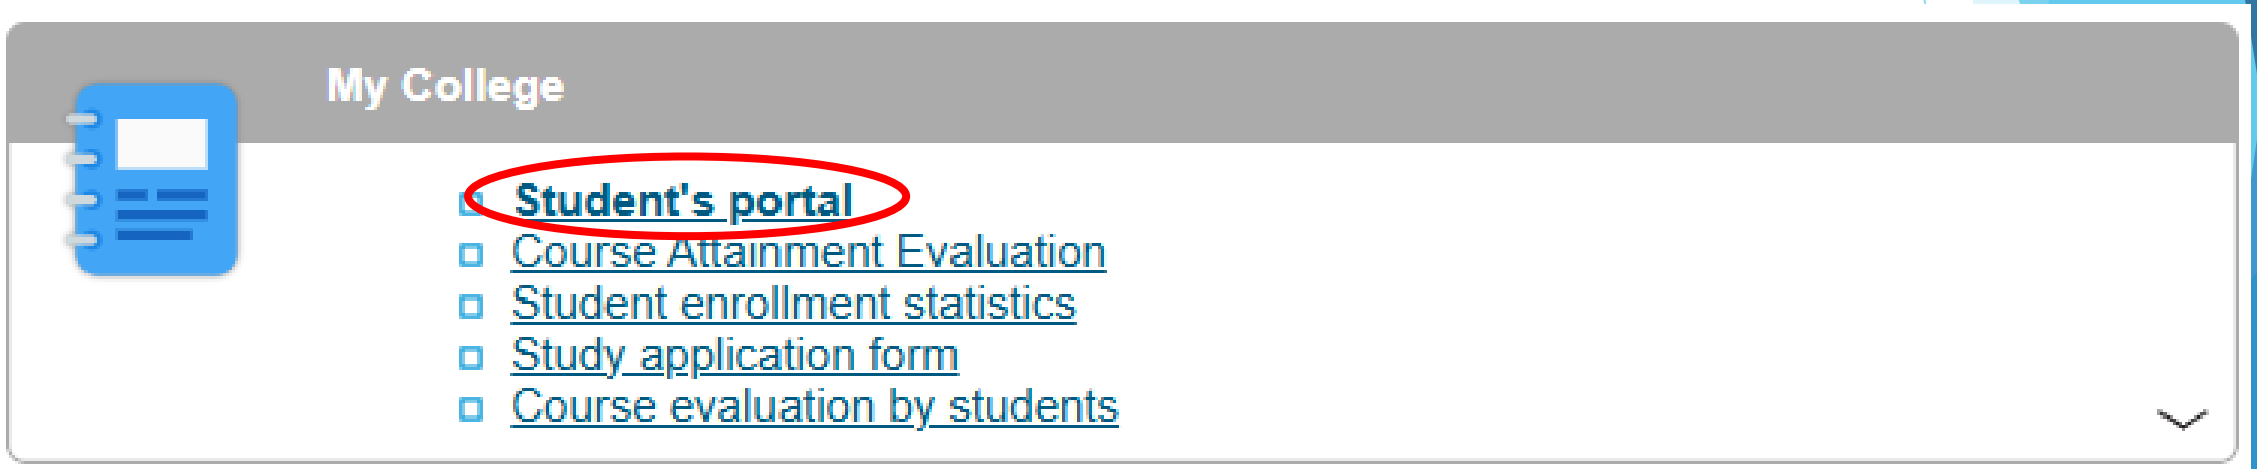 My College
Student's portal
Course Attainment Evaluation
Student enrollment statistics
Study application form
Course evaluation by students